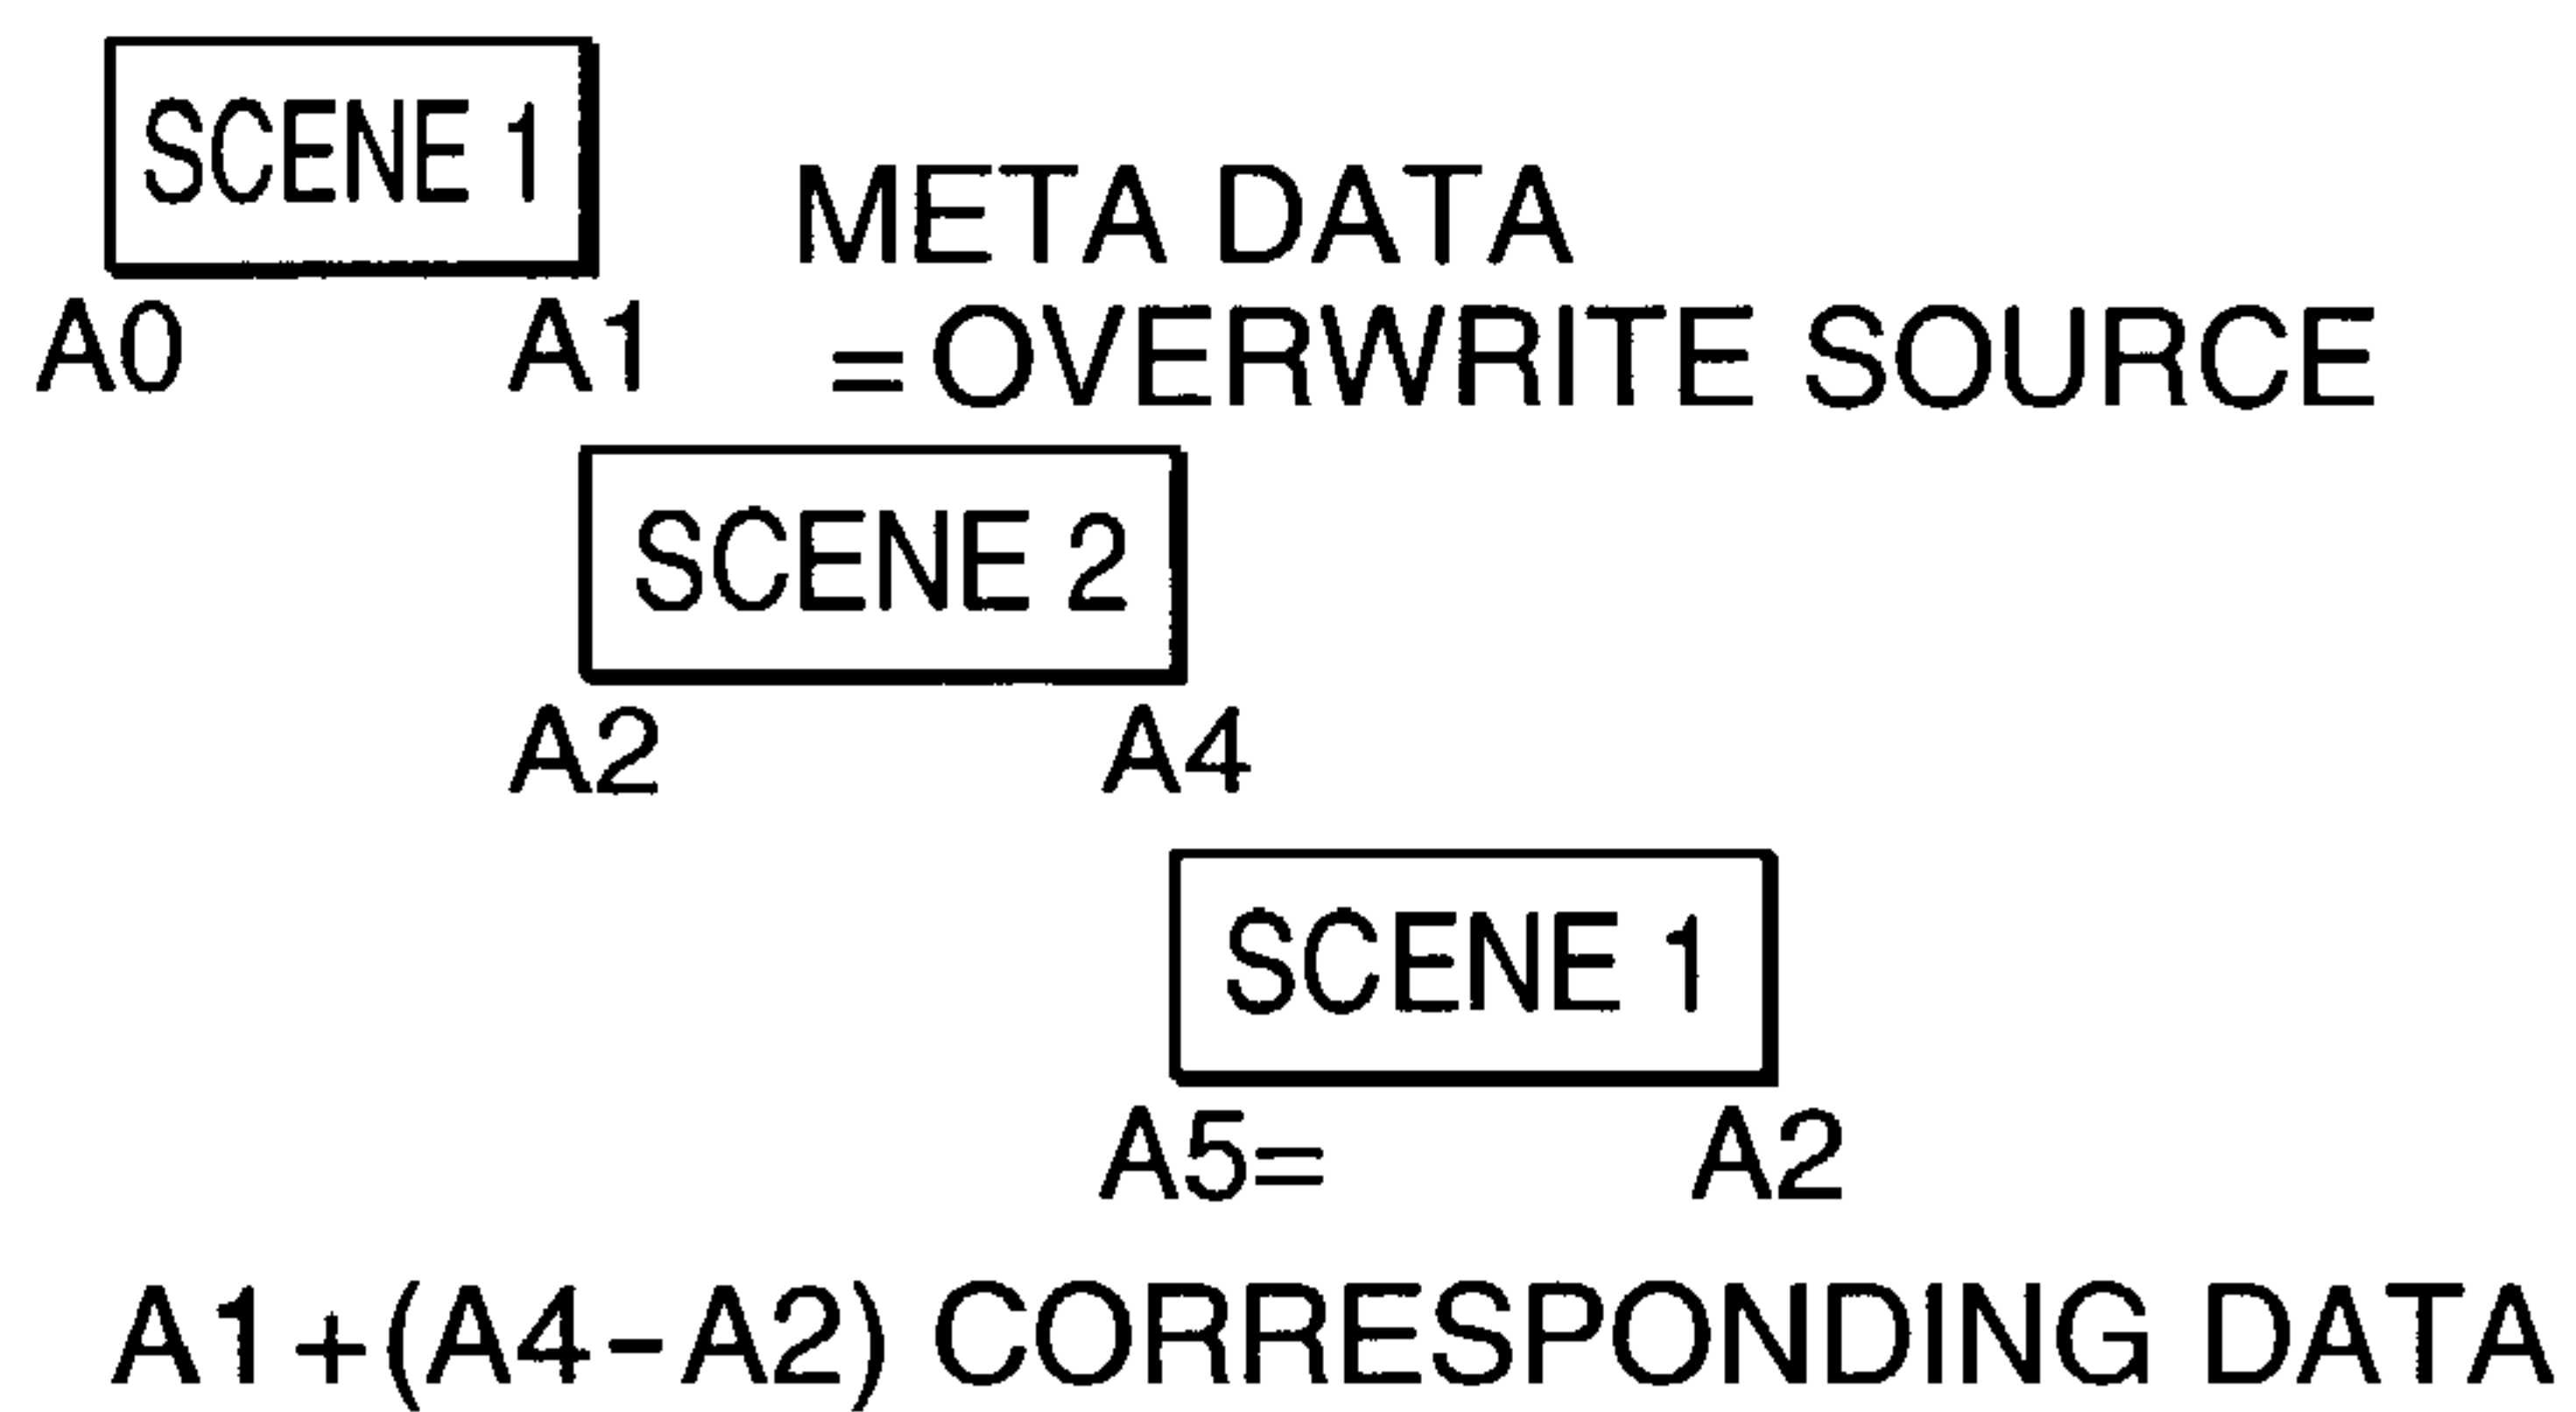 SCENE 1
META DATA
A0 A1 =OVERWRITE SOURCE
SCENE 2
A2 A4
SCENE 1
A5= A2
A1+(A4-A2) CORRESPONDING DATA